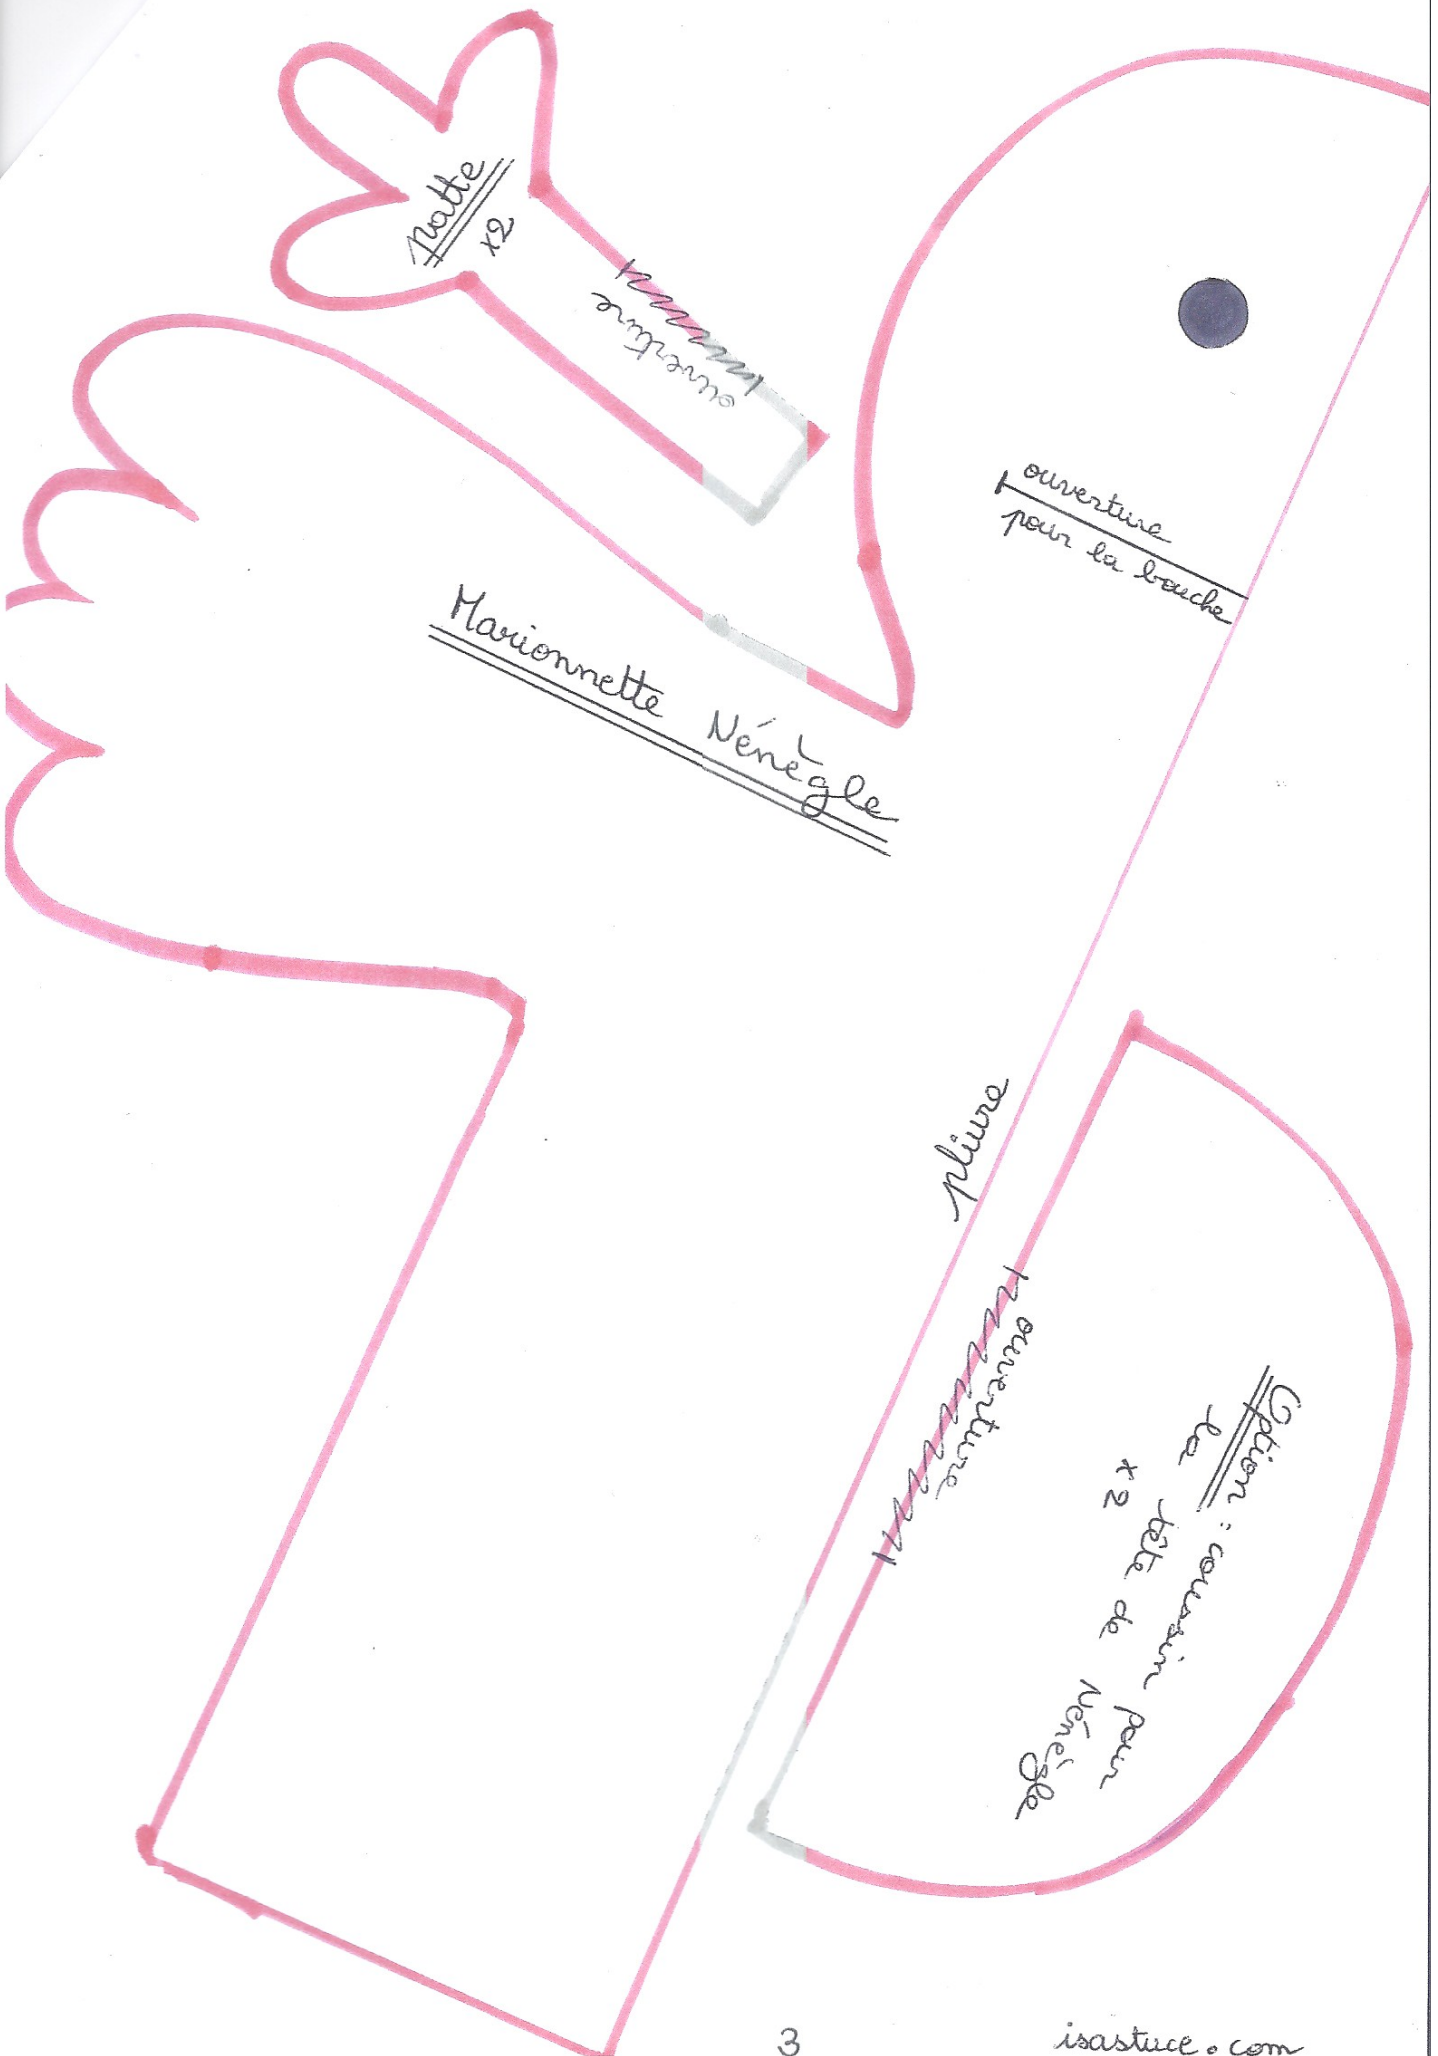 patte
x2
ouverture
ouverture
pour la bouche
Marionnette Nénègle
pliure
ouverture
Option : coussin pour
la tête de Nénègle
x2
3
isastuce.com